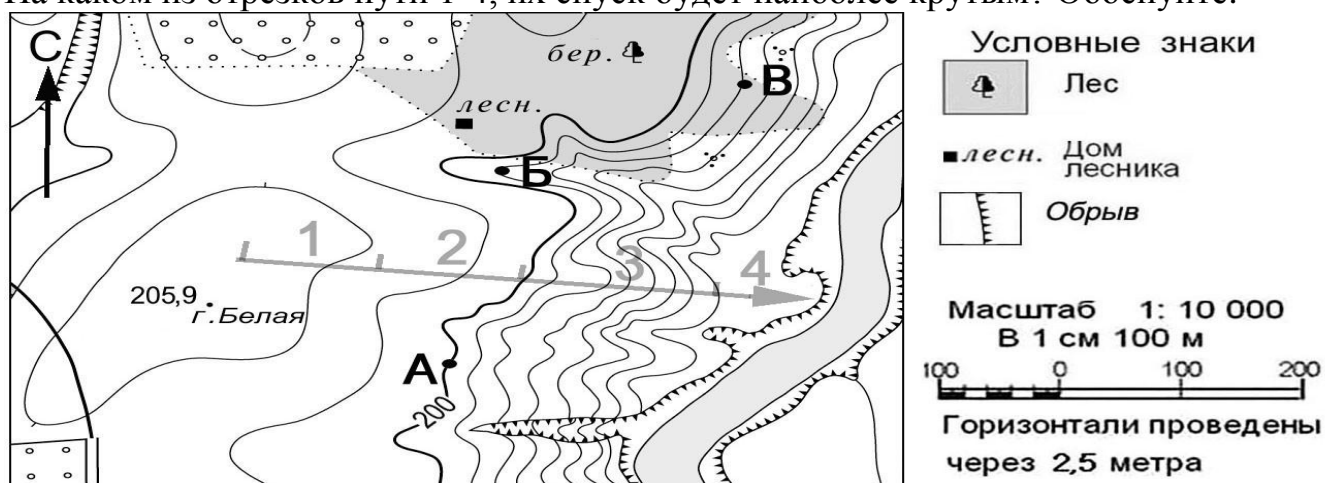 На каком из отрезков пути 1-4, их спуск будет наиболее крутым? Обоснуйте.
С
бер.
В
лесн.
Б
1
2
3
4
205,9
г.Белая
А
200
Условные знаки
Лес
лесн. Дом
лесника
Обрыв
Масштаб 1: 10 000
В 1 см 100 м
100 0 100 200
Горизонтали проведены
через 2,5 метра